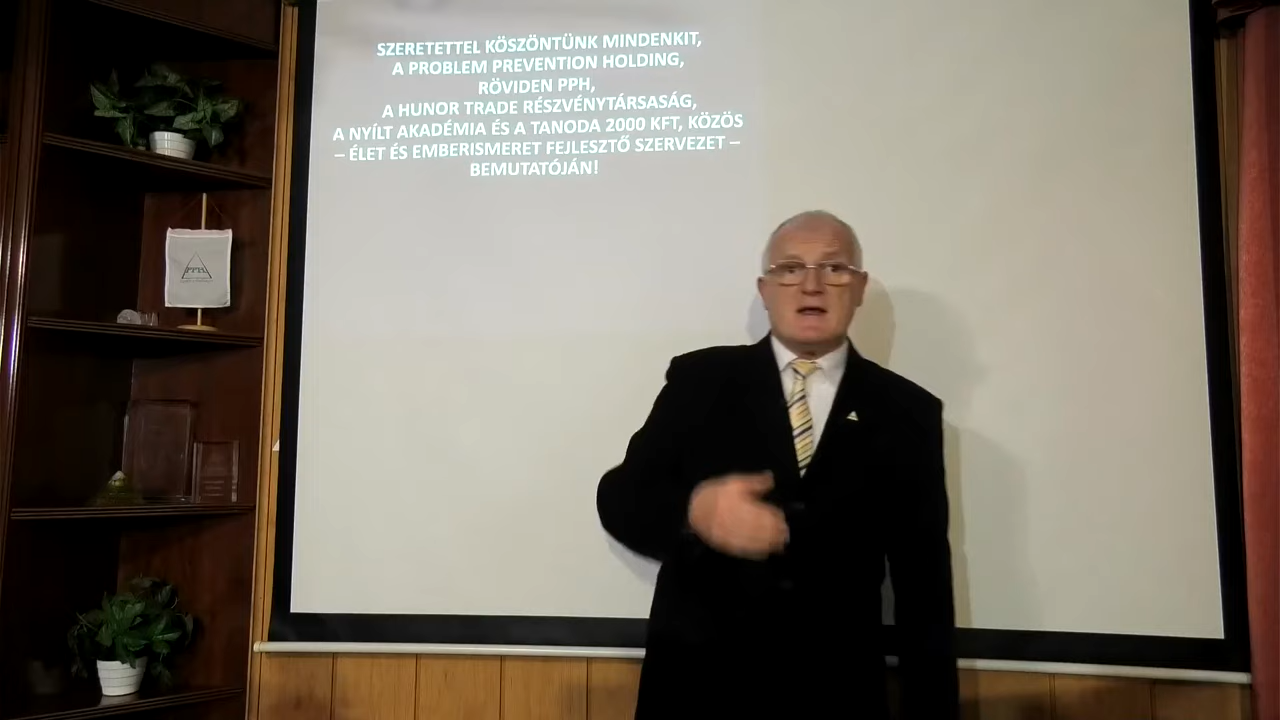 SZERETETTEL KÖSZÖNTÜNK MINDENKIT,
A PROBLEM PREVENTION HOLDING,
RÖVIDEN PPH,
A HUNOR TRADE RÉSZVÉNYTÁRSASÁG,
A NYÍLT AKADÉMIA ÉS A TANODA 2000 KFT, KÖZÖS
– ÉLET ÉS EMBERISMERET FEJLESZTŐ SZERVEZET –
BEMUTATÓJÁN!
PPH